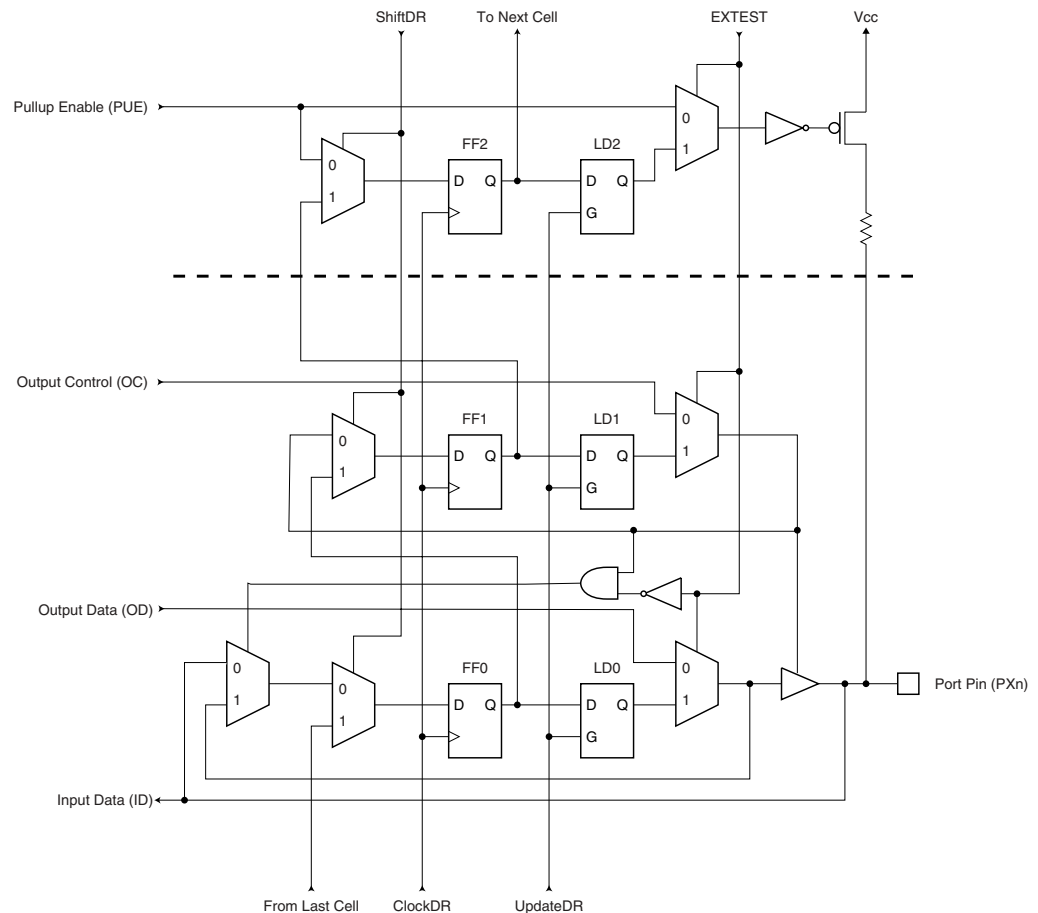 ShiftDR
To Next Cell
EXTEST
Vcc
Pullup Enable (PUE)
0
1
FF2
D Q
LD2
D Q
G
0
1
Output Control (OC)
0
1
FF1
D Q
LD1
D Q
G
0
1
Output Data (OD)
0
1
0
1
FF0
D Q
LD0
D Q
G
0
1
Port Pin (PXn)
Input Data (ID)
From Last Cell
ClockDR
UpdateDR